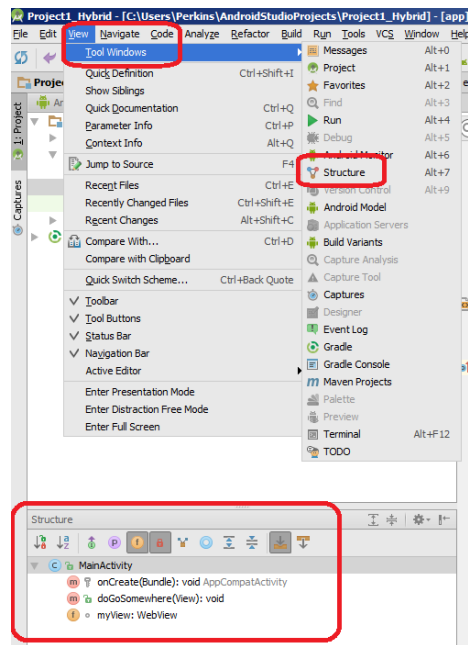 Project1_Hybrid - [C:\Users\Perkins\AndroidStudioProjects\Project1_Hybrid] - [app]
File Edit View Navigate Code Analyze Refactor Build Run Tools VCS Window Help
Tool Windows
Quick Definition Ctrl+Shift+I
Show Siblings
Quick Documentation Ctrl+Q
Parameter Info Ctrl+P
Context Info Alt+Q
Jump to Source F4
Recent Files Ctrl+E
Recently Changed Files Ctrl+Shift+E
Recent Changes Alt+Shift+C
Compare With... Ctrl+D
Compare with Clipboard
Quick Switch Scheme... Ctrl+Back Quote
Toolbar
Tool Buttons
Status Bar
Navigation Bar
Active Editor
Enter Presentation Mode
Enter Distraction Free Mode
Enter Full Screen
Messages Alt+0
Project Alt+1
Favorites Alt+2
Find Alt+3
Run Alt+4
Debug Alt+5
Android Monitor Alt+6
Structure Alt+7
Version Control Alt+9
Android Model
Application Servers
Build Variants
Capture Analysis
Capture Tool
Captures
Designer
Event Log
Gradle
Gradle Console
Maven Projects
Palette
Preview
Terminal Alt+F12
TODO
Proje
An
1: Project
Captures
Structure
MainActivity
onCreate(Bundle): void AppCompatActivity
doGoSomewhere(View): void
myView: WebView